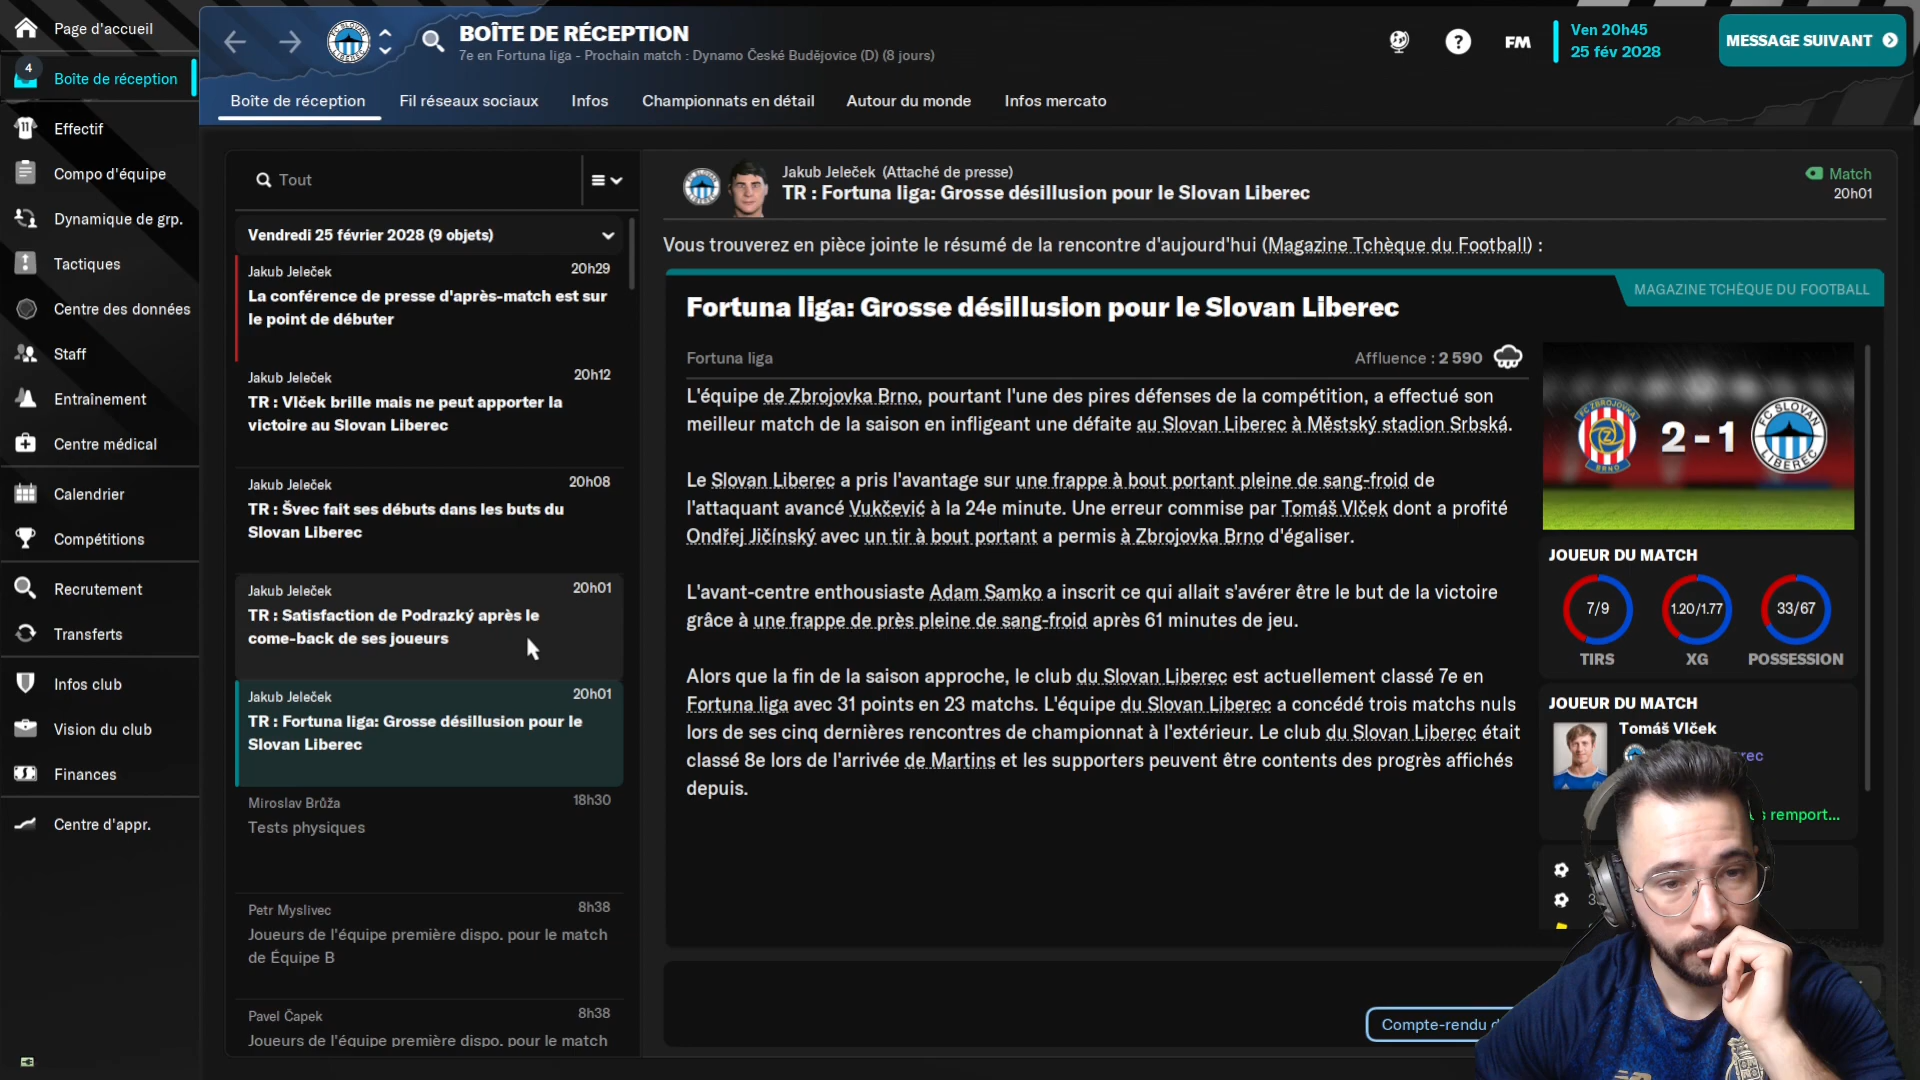 Page d'accueil
4
Boîte de réception
Effectif
Compo d'équipe
Dynamique de grp.
Tactiques
Centre des données
Staff
Entraînement
Centre médical
Calendrier
Compétitions
Recrutement
Transferts
Infos club
Vision du club
Finances
Centre d'appr.
BOÎTE DE RÉCEPTION
7e en Fortuna liga - Prochain match : Dynamo České Budějovice (D) (8 jours)
FM
Ven 20h45
25 fév 2028
MESSAGE SUIVANT
Boîte de réception
Fil réseaux sociaux
Infos
Championnats en détail
Autour du monde
Infos mercato
Tout
Vendredi 25 février 2028 (9 objets)
Jakub Jeleček 20h29
La conférence de presse d'après-match est sur
le point de débuter
Jakub Jeleček 20h12
TR : Vlček brille mais ne peut apporter la
victoire au Slovan Liberec
Jakub Jeleček 20h08
TR : Švec fait ses débuts dans les buts du
Slovan Liberec
Jakub Jeleček 20h01
TR : Satisfaction de Podrazký après le
come-back de ses joueurs
Jakub Jeleček 20h01
TR : Fortuna liga: Grosse désillusion pour le
Slovan Liberec
Miroslav Brůža 18h30
Tests physiques
Petr Myslivec 8h38
Joueurs de l'équipe première dispo. pour le match
de Équipe B
Pavel Čapek 8h38
Joueurs de l'équipe première dispo. pour le match
Jakub Jeleček (Attaché de presse)
TR : Fortuna liga: Grosse désillusion pour le Slovan Liberec
Match
20h01
Vous trouverez en pièce jointe le résumé de la rencontre d'aujourd'hui (Magazine Tchèque du Football) :
MAGAZINE TCHÈQUE DU FOOTBALL
Fortuna liga: Grosse désillusion pour le Slovan Liberec
Fortuna liga
Affluence : 2 590
L'équipe de Zbrojovka Brno, pourtant l'une des pires défenses de la compétition, a effectué son
meilleur match de la saison en infligeant une défaite au Slovan Liberec à Městský stadion Srbská.
Le Slovan Liberec a pris l'avantage sur une frappe à bout portant pleine de sang-froid de
l'attaquant avancé Vukčević à la 24e minute. Une erreur commise par Tomáš Vlček dont a profité
Ondřej Jičínský avec un tir à bout portant a permis à Zbrojovka Brno d'égaliser.
L'avant-centre enthousiaste Adam Samko a inscrit ce qui allait s'avérer être le but de la victoire
grâce à une frappe de près pleine de sang-froid après 61 minutes de jeu.
Alors que la fin de la saison approche, le club du Slovan Liberec est actuellement classé 7e en
Fortuna liga avec 31 points en 23 matchs. L'équipe du Slovan Liberec a concédé trois matchs nuls
lors de ses cinq dernières rencontres de championnat à l'extérieur. Le club du Slovan Liberec était
classé 8e lors de l'arrivée de Martins et les supporters peuvent être contents des progrès affichés
depuis.
2 - 1
JOUEUR DU MATCH
7/9
1.20/1.77
33/67
TIRS
XG
POSSESSION
JOUEUR DU MATCH
Tomáš Vlček
remport...
Compte-rendu